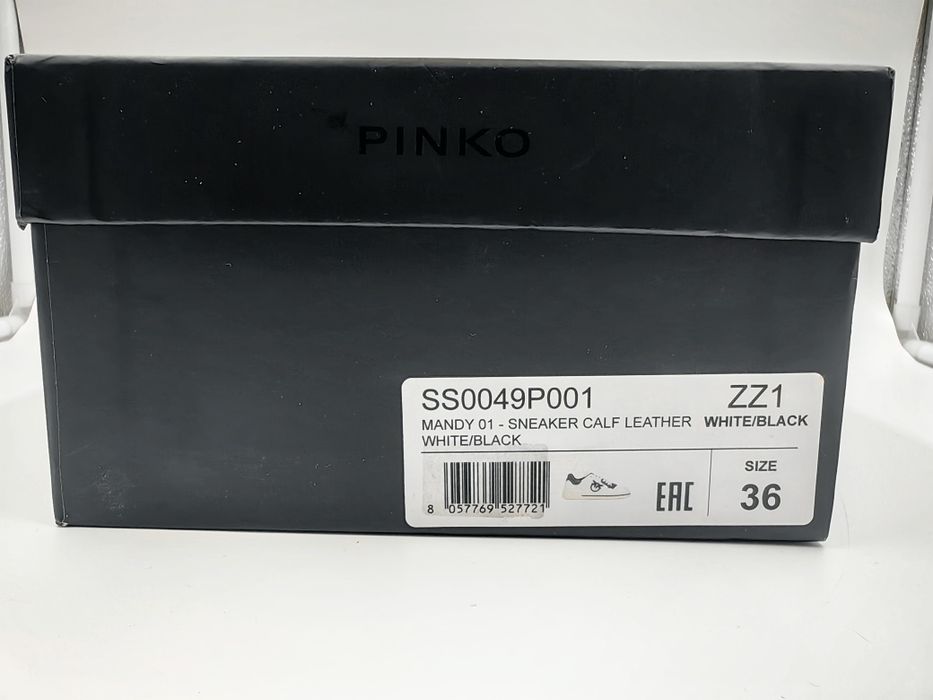 PINKO
SS0049P001 ZZ1
MANDY 01 - SNEAKER CALF LEATHER WHITE/BLACK
WHITE/BLACK
8 057769 527721
EAC
SIZE
36